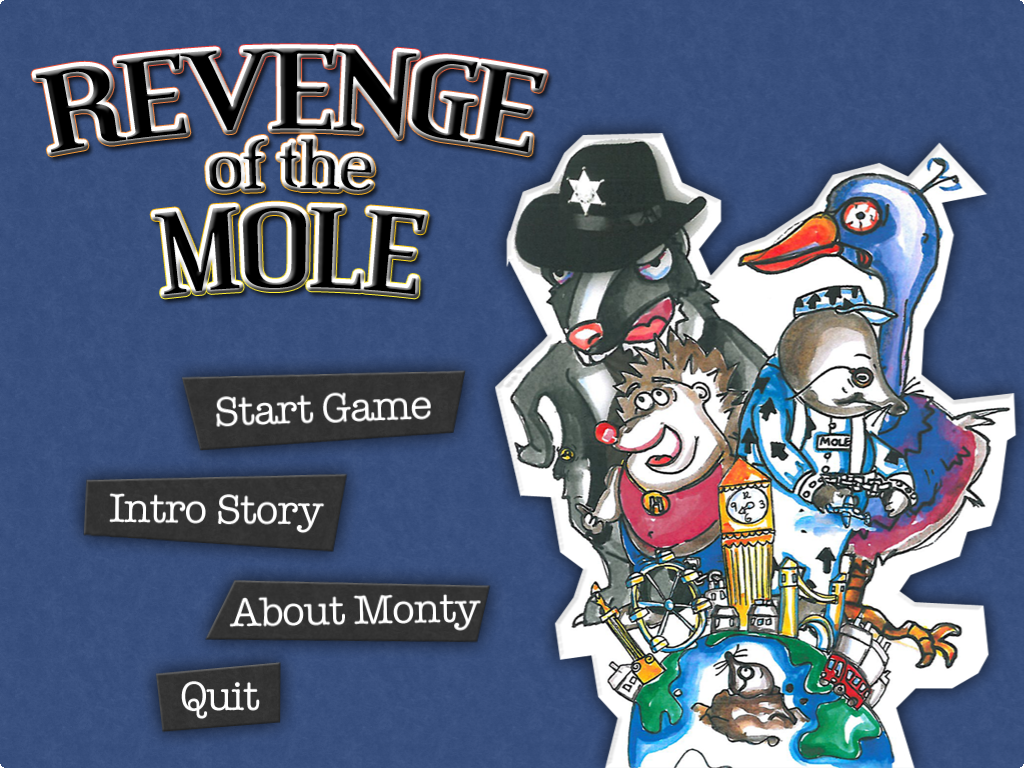 REVENGE
of the
MOLE
Start Game
Intro Story
About Monty
Quit
MOLE
H